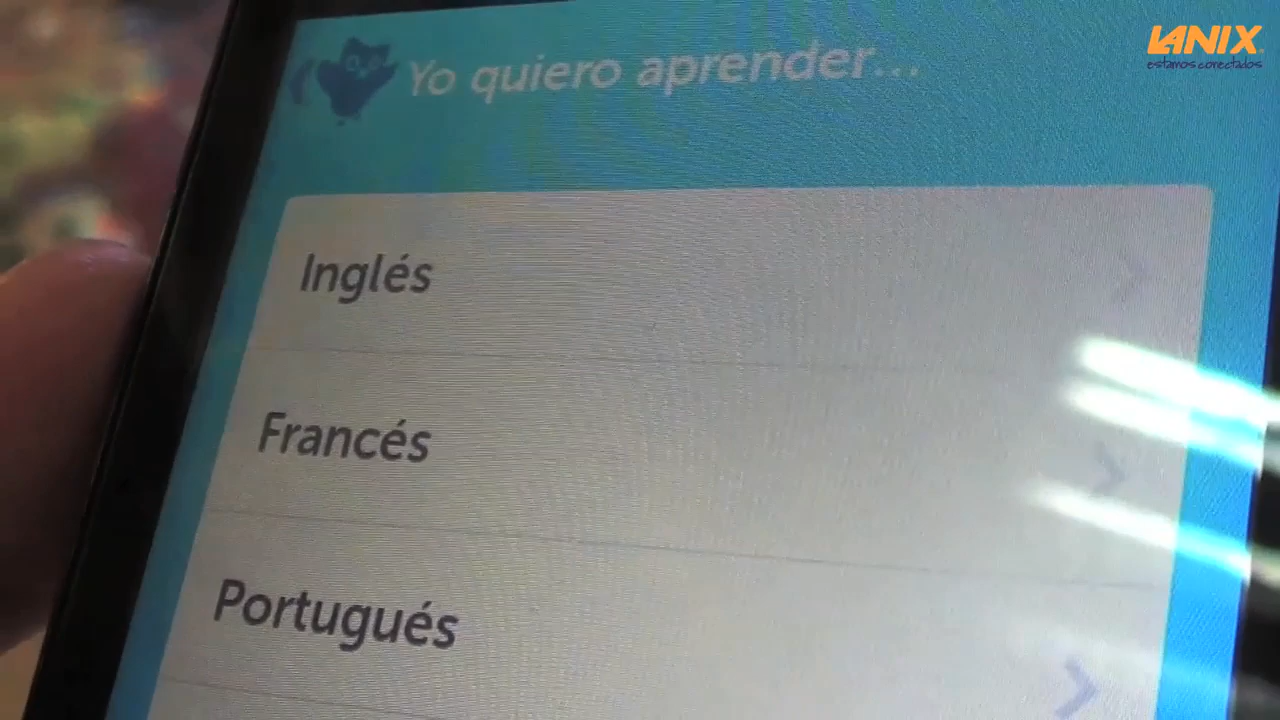 LANIX
estamos conectados
Yo quiero aprender...
Inglés
Francés
Portugués